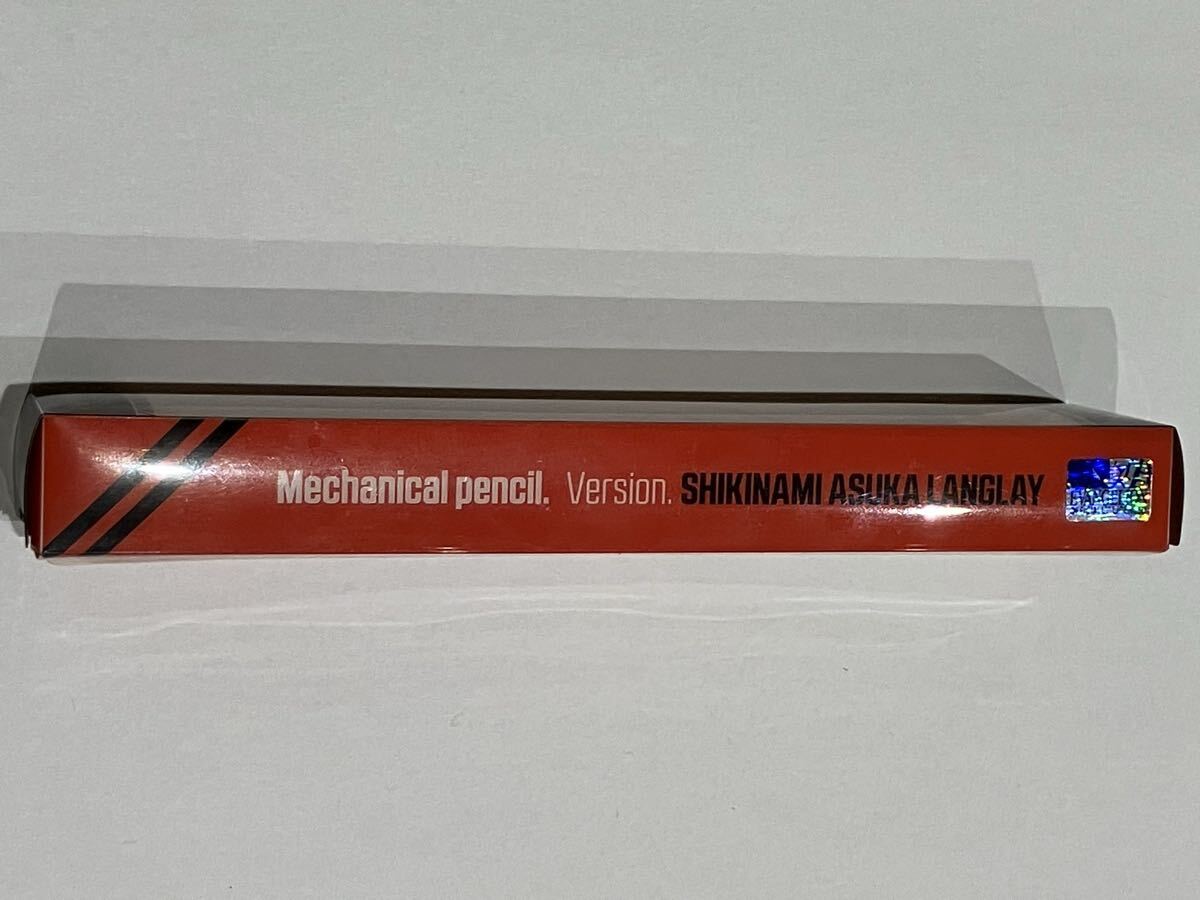 Mechanical pencil. Version. SHIKINAMI ASUKA LANGLAY